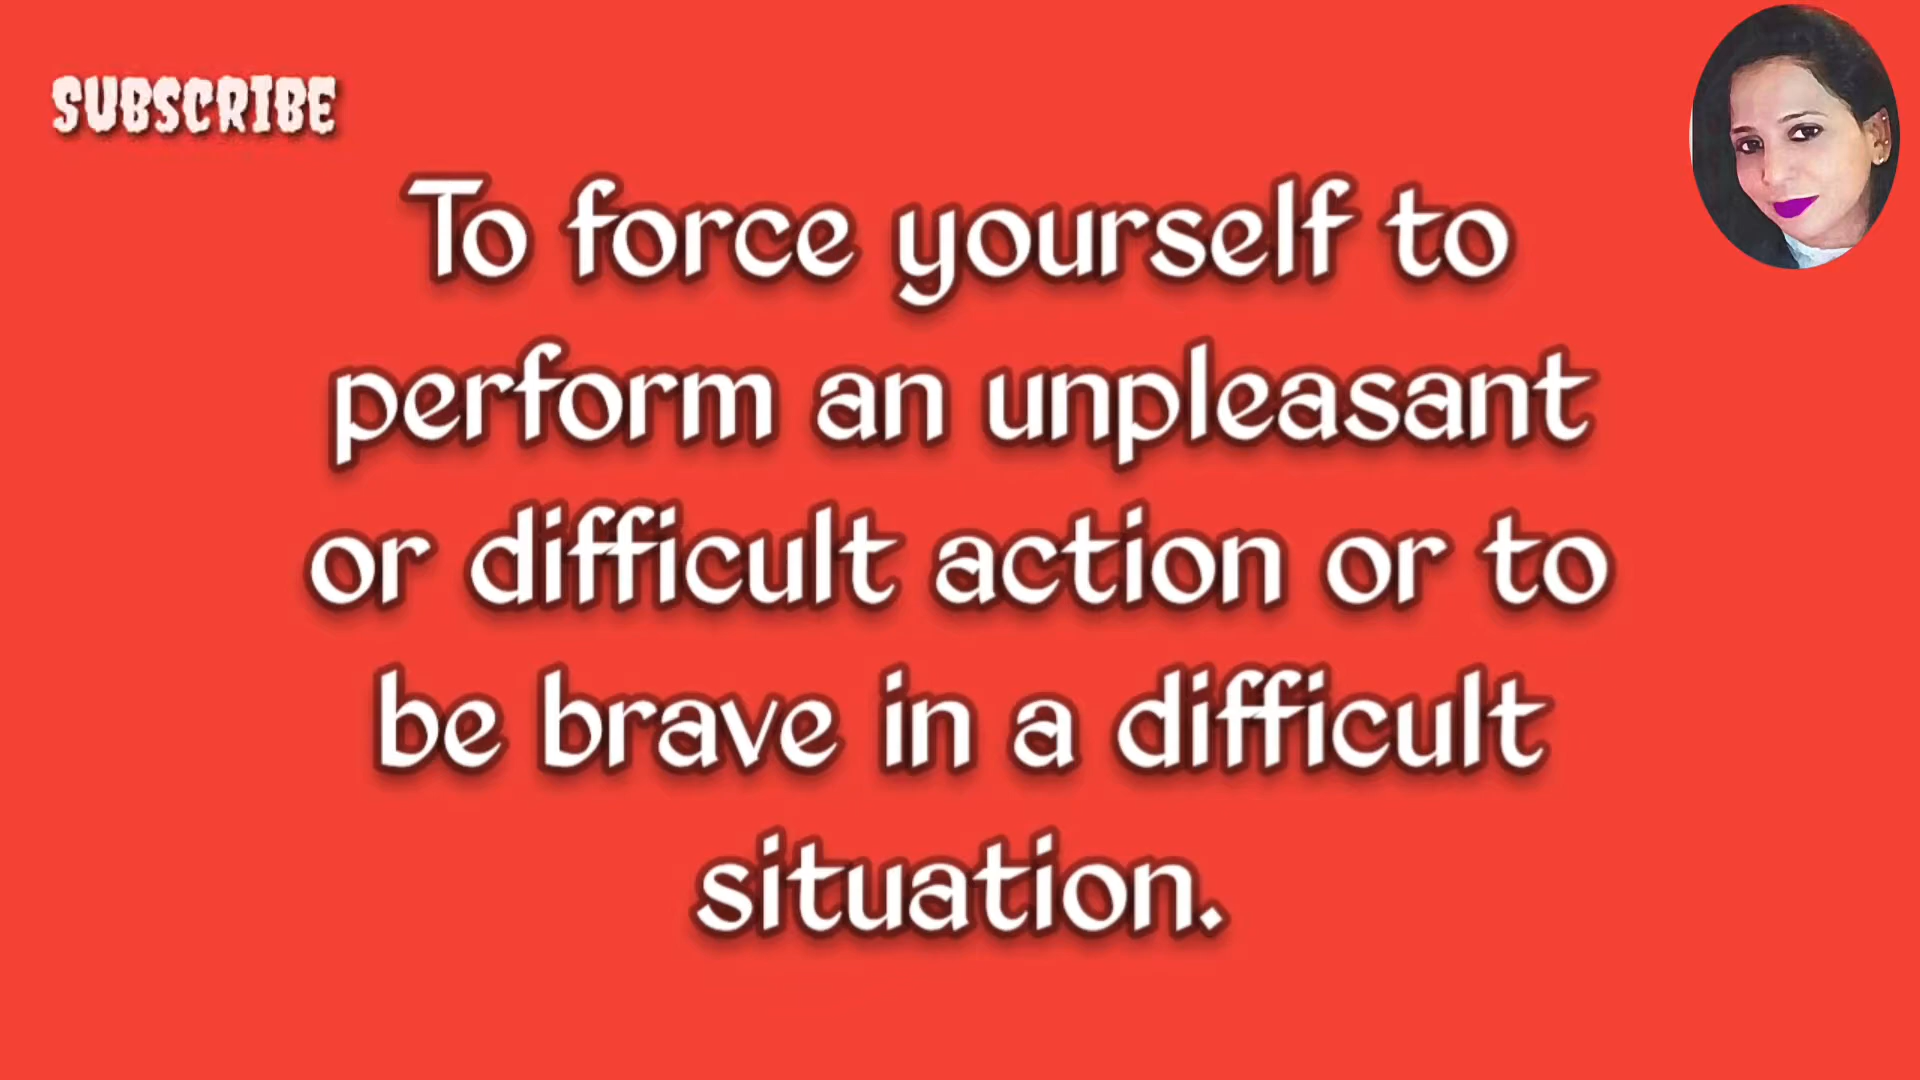 SUBSCRIBE
To force yourself to
perform an unpleasant
or difficult action or to
be brave in a difficult
situation.